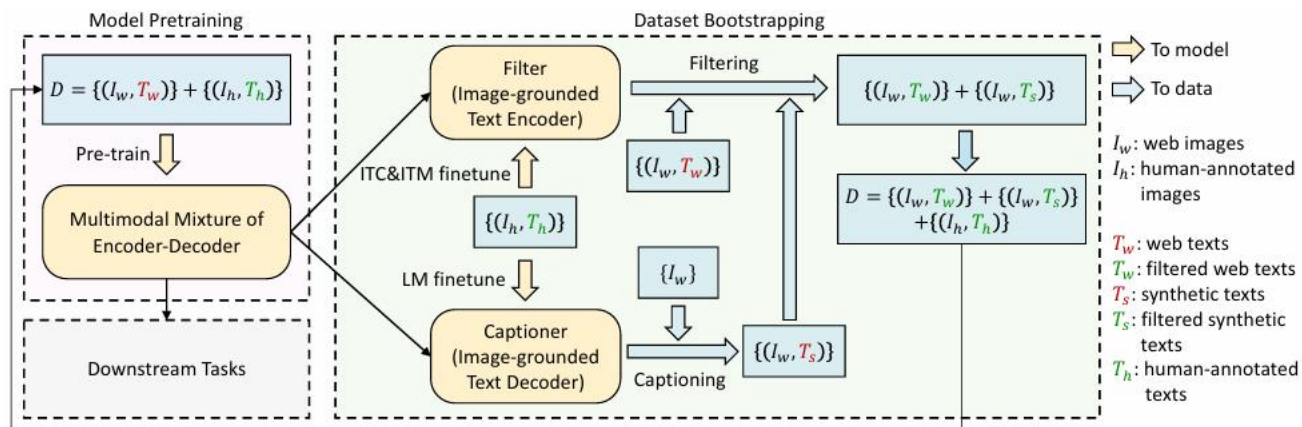 Model Pretraining
D = {(I_w, T_w)} + {(I_h, T_h)}
Pre-train
Multimodal Mixture of
Encoder-Decoder
Downstream Tasks
Dataset Bootstrapping
Filter
(Image-grounded
Text Encoder)
Filtering
{(I_w, T_w)}
ITC&ITM finetune
{(I_h, T_h)}
LM finetune
{I_w}
Captioner
(Image-grounded
Text Decoder)
Captioning
{(I_w, T_s)}
{(I_w, T_w)} + {(I_w, T_s)}
D = {(I_w, T_w)} + {(I_w, T_s)}
+{(I_h, T_h)}
To model
To data
I_w: web images
I_h: human-annotated
images
T_w: web texts
T_w: filtered web texts
T_s: synthetic texts
T_s: filtered synthetic
texts
T_h: human-annotated
texts